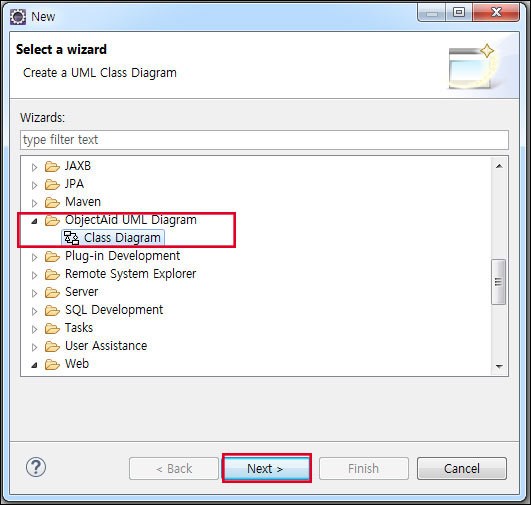 New
Select a wizard
Create a UML Class Diagram
Wizards:
type filter text
JAXB
JPA
Maven
ObjectAid UML Diagram
Class Diagram
Plug-in Development
Remote System Explorer
Server
SQL Development
Tasks
User Assistance
Web
?
< Back
Next >
Finish
Cancel